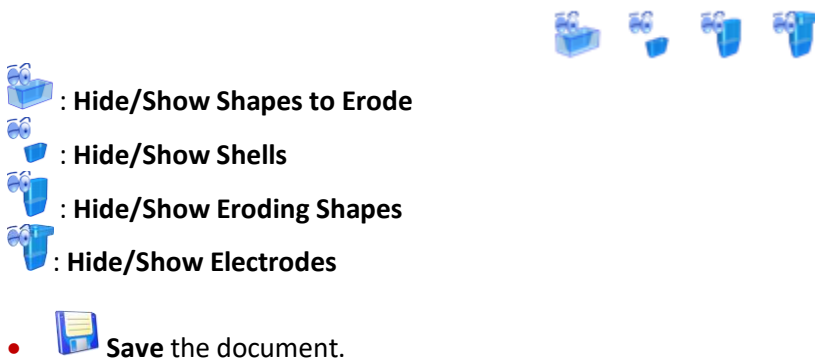 : Hide/Show Shapes to Erode
: Hide/Show Shells
: Hide/Show Eroding Shapes
: Hide/Show Electrodes
• Save the document.